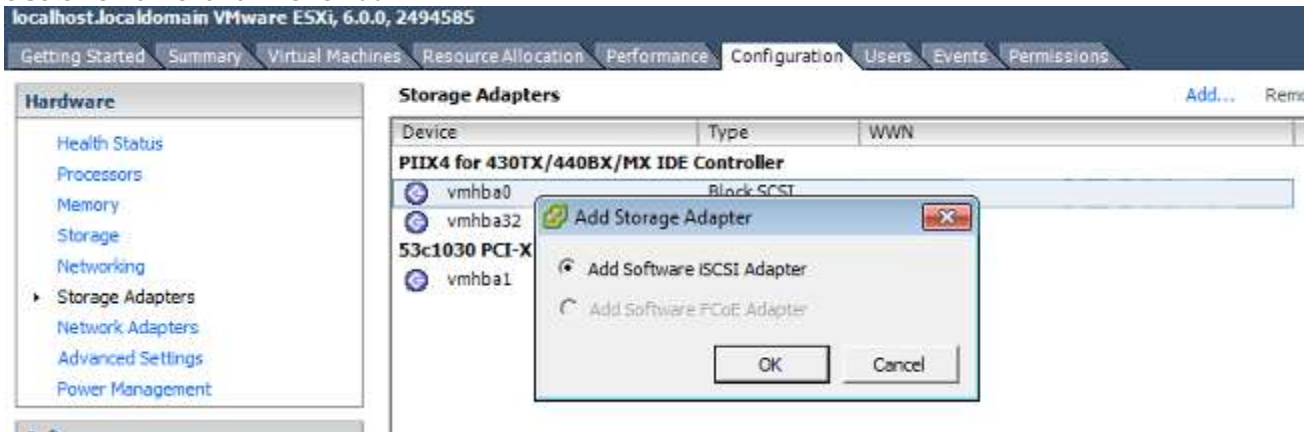 localhost.localdomain VMware ESXi, 6.0.0, 2494585
Getting Started Summary Virtual Machines Resource Allocation Performance Configuration Users Events Permissions
Hardware
Health Status
Processors
Memory
Storage
Networking
Storage Adapters
Network Adapters
Advanced Settings
Power Management
Storage Adapters Add...
Device Type WWN
PIIX4 for 430TX/440BX/MX IDE Controller
vmhba0 Block SCSI
vmhba32
53c1030 PCI-X
vmhba1
Add Storage Adapter
Add Software iSCSI Adapter
Add Software FCoE Adapter
OK Cancel